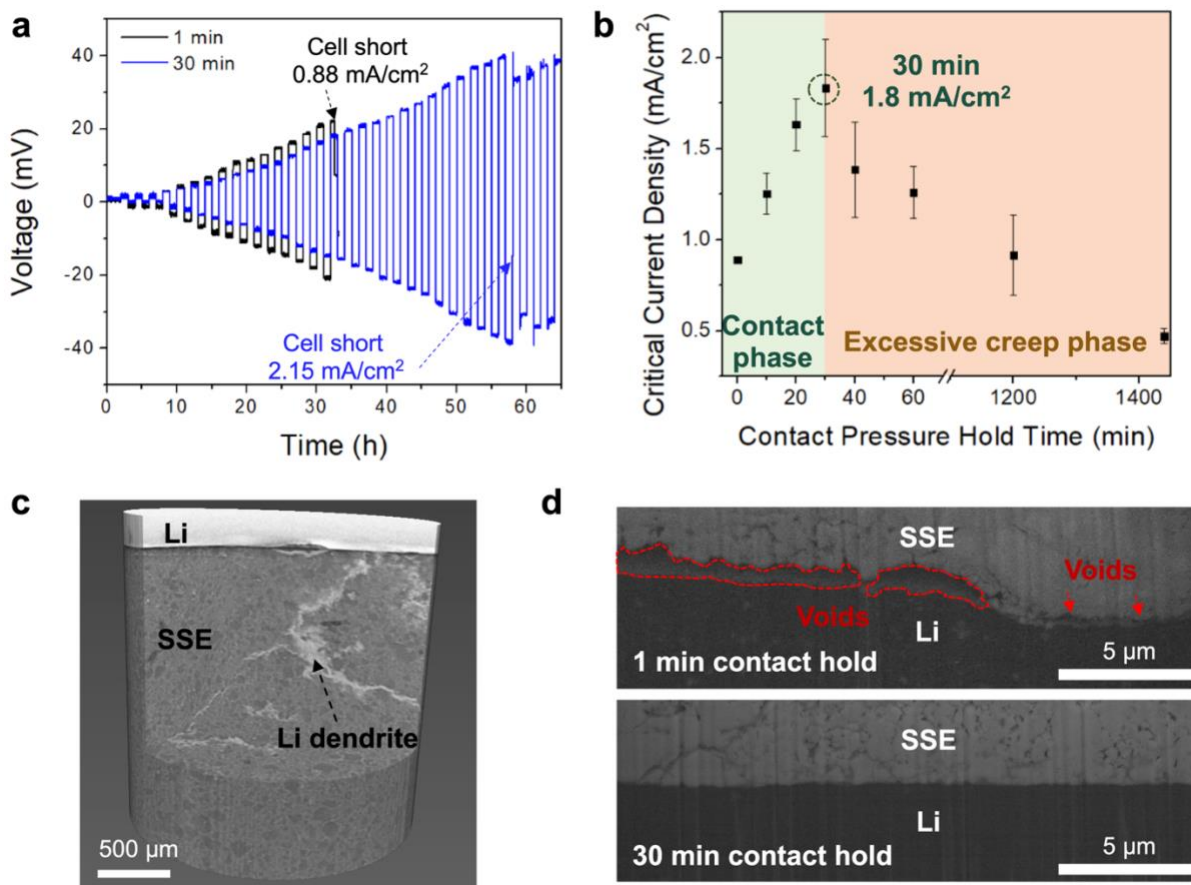 a
1 min
30 min
Cell short
0.88 mA/cm²
Cell short
2.15 mA/cm²
40
20
0
-20
-40
Voltage (mV)
0 10 20 30 40 50 60
Time (h)
b
30 min
1.8 mA/cm²
2.0
1.5
1.0
0.5
Critical Current Density (mA/cm²)
Contact
phase
Excessive creep phase
0 20 40 60 1200 1400
Contact Pressure Hold Time (min)
c
Li
SSE
Li dendrite
500 µm
d
SSE
Voids
Voids
Li
1 min contact hold
5 µm
SSE
Li
30 min contact hold
5 µm